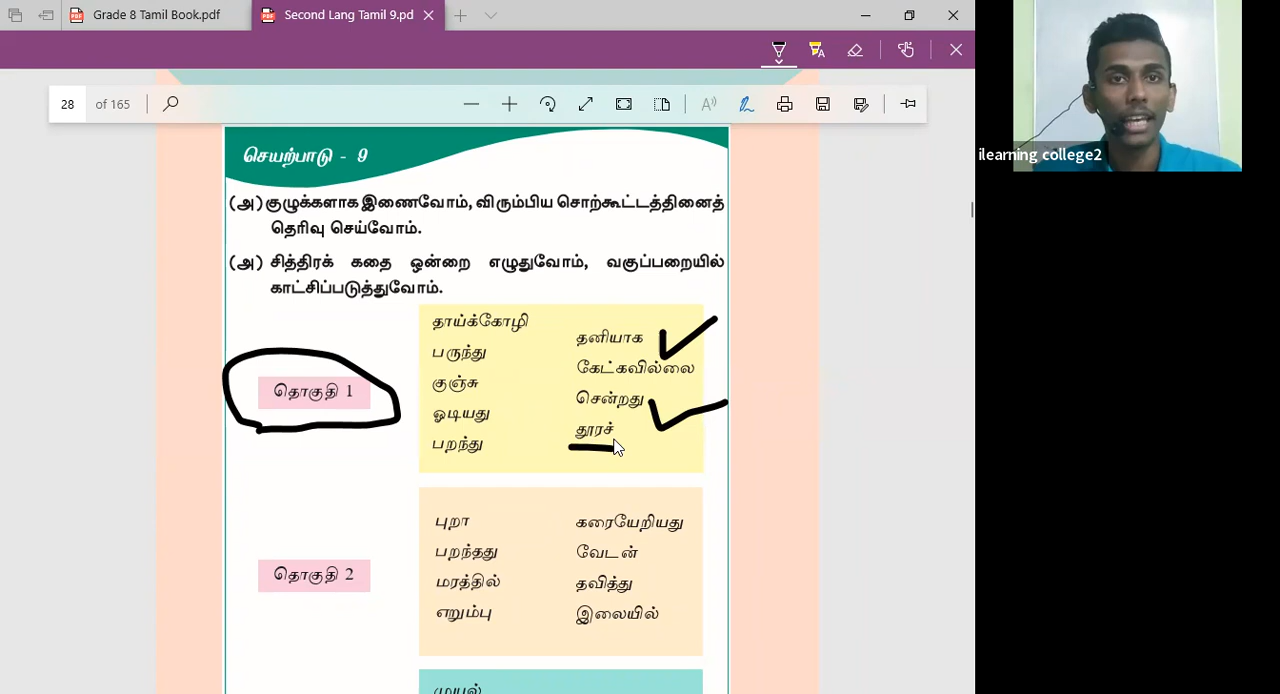 Grade 8 Tamil Book.pdf
Second Lang Tamil 9.pd
28 of 165
செயற்பாடு - 9
(அ) குழுக்களாக இணைவோம், விரும்பிய சொற்கூட்டத்தினைத்
தெரிவு செய்வோம்.
(அ) சித்திரக் கதை ஒன்றை எழுதுவோம், வகுப்பறையில்
காட்சிப்படுத்துவோம்.
தொகுதி 1
தாய்க்கோழி
பருந்து
குஞ்சு
ஓடியது
பறந்து
தனியாக
கேட்கவில்லை
சென்றது
தூரச்
தொகுதி 2
புறா
பறந்தது
மரத்தில்
எறும்பு
கரையேறியது
வேடன்
தவித்து
இலையில்
முயல்
ilearning college2